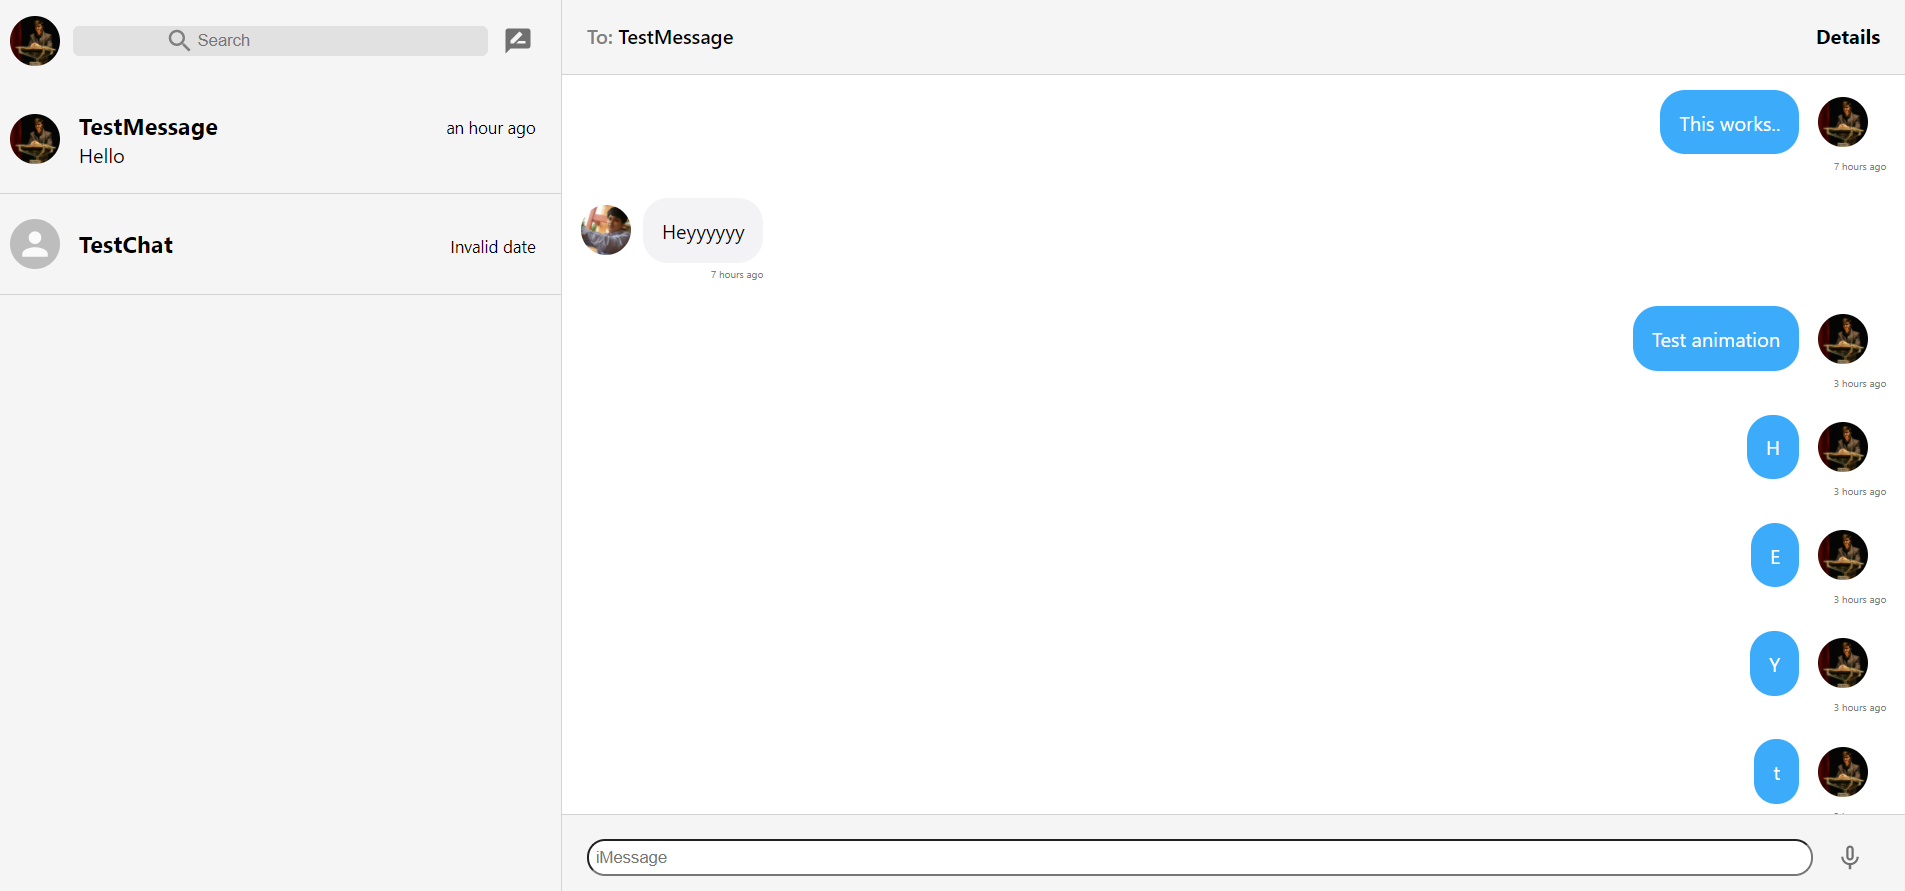 Search
TestMessage
an hour ago
Hello
TestChat
Invalid date
To: TestMessage
Details
This works..
7 hours ago
Heyyyyyy
7 hours ago
Test animation
3 hours ago
H
3 hours ago
E
3 hours ago
Y
3 hours ago
t
iMessage